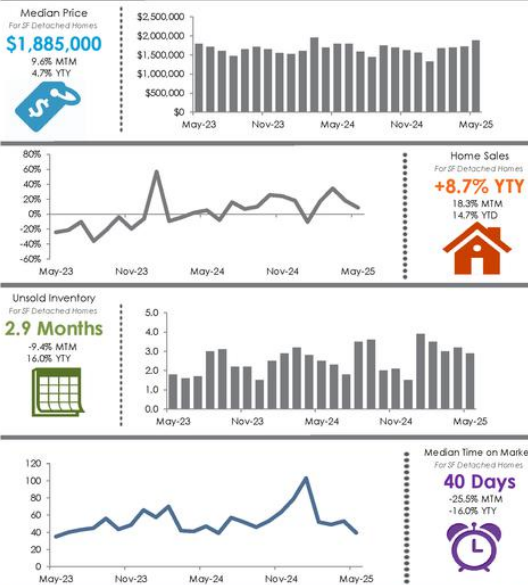 Median Price
For SF Detached Homes
$1,885,000
9.6% MTM
4.7% YTY
$
$2,500,000
$2,000,000
$1,500,000
$1,000,000
$500,000
$0
May-23 Nov-23 May-24 Nov-24 May-25
80%
60%
40%
20%
0%
-20%
-40%
-60%
May-23 Nov-23 May-24 Nov-24 May-25
Home Sales
For SF Detached Homes
+8.7% YTY
18.3% MTM
14.7% YTD
Unsold Inventory
For SF Detached Homes
2.9 Months
-9.4% MTM
16.0% YTY
5.0
4.0
3.0
2.0
1.0
0.0
May-23 Nov-23 May-24 Nov-24 May-25
120
100
80
60
40
20
0
May-23 Nov-23 May-24 Nov-24 May-25
Median Time on Marke
For SF Detached Homes
40 Days
-25.5% MTM
-16.0% YTY